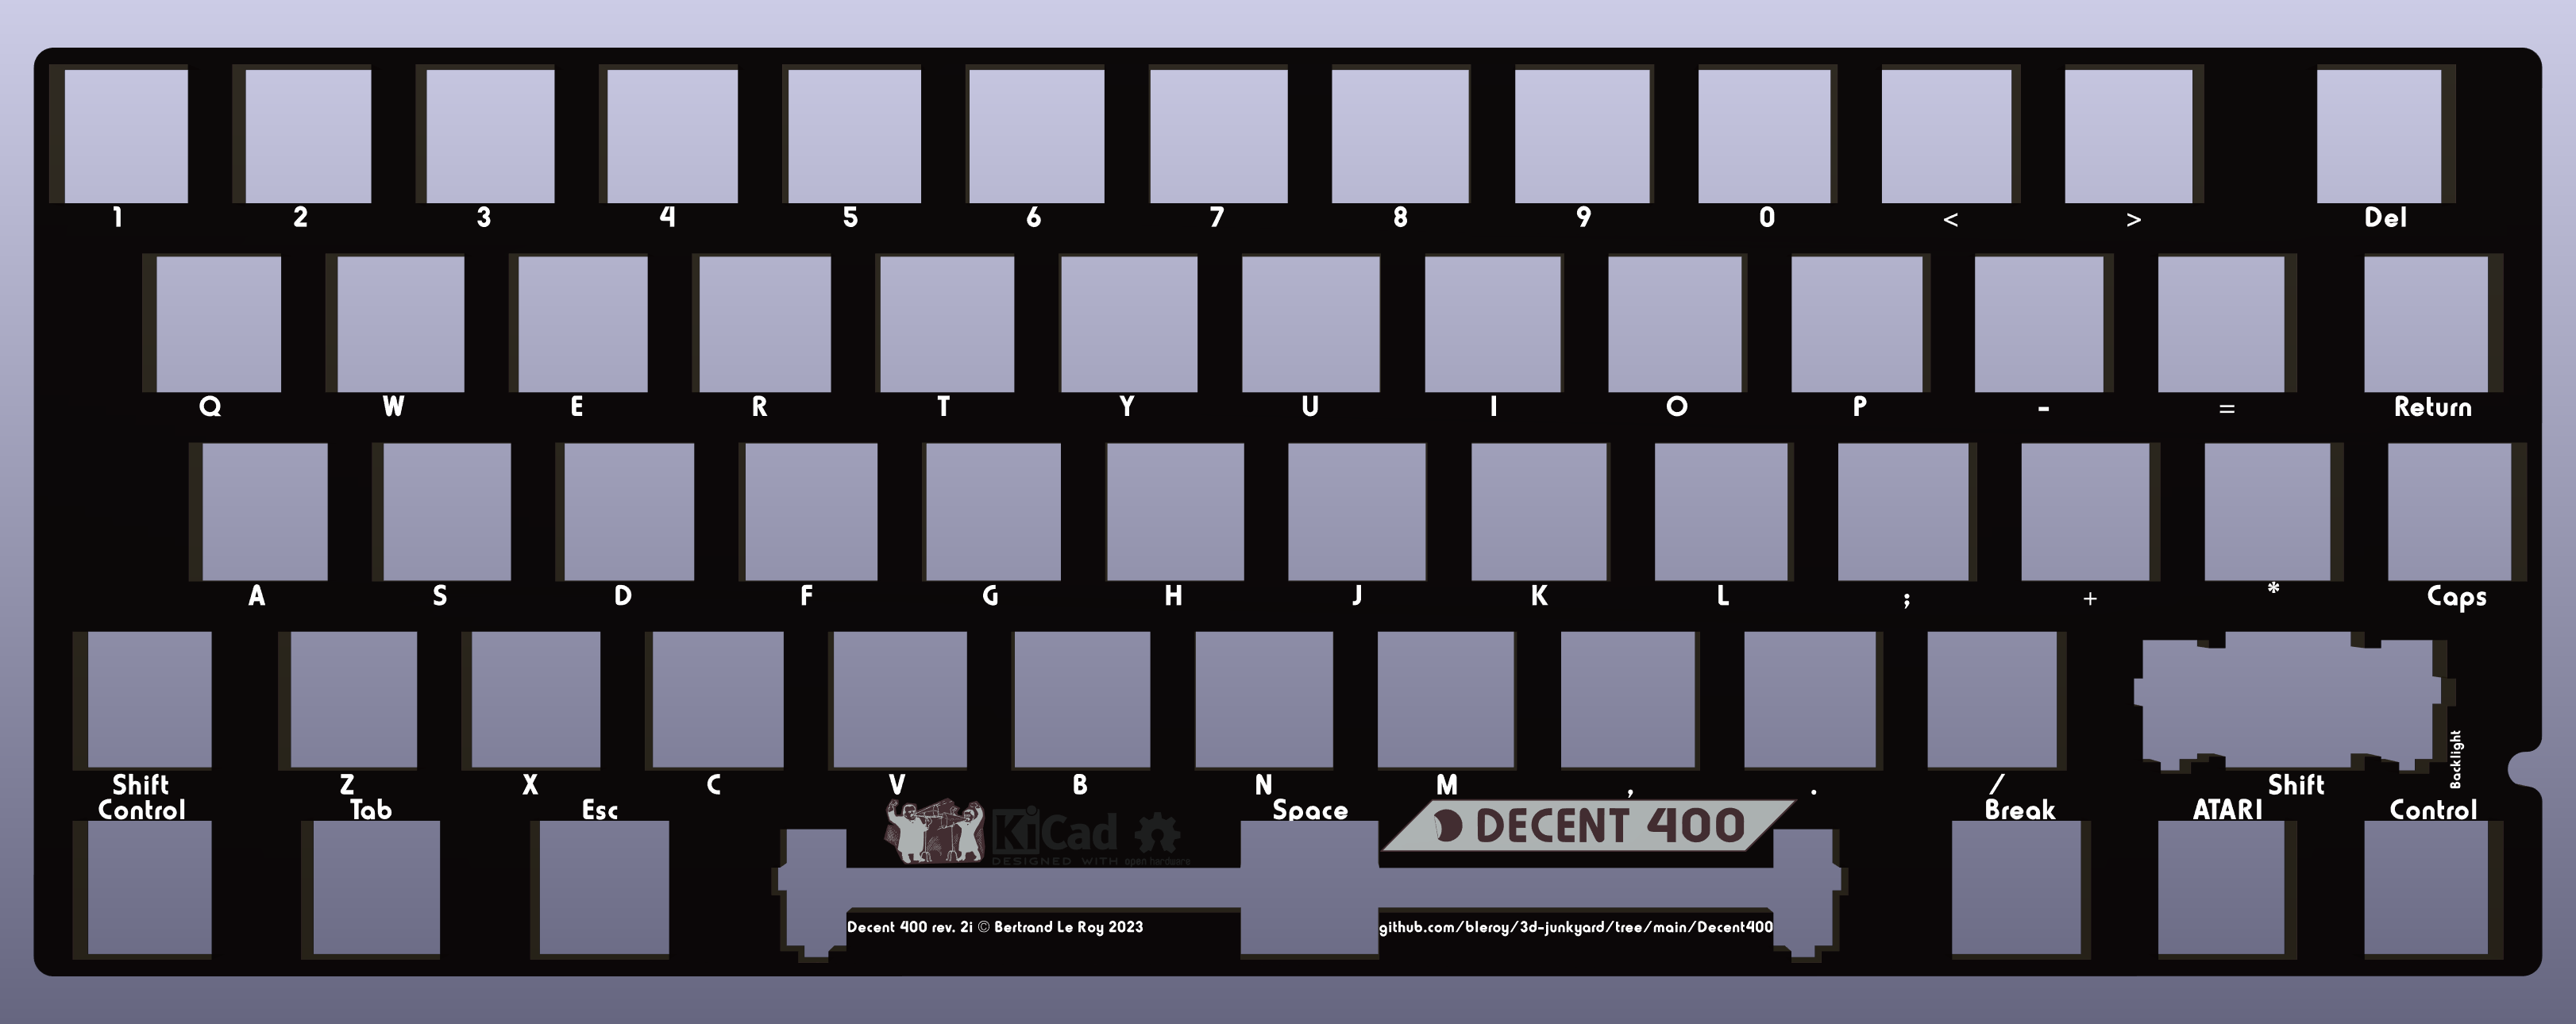 1 2 3 4 5 6 7 8 9 0 < > Del
Q W E R T Y U I O P - = Return
A S D F G H J K L ; + * Caps
Backlight
Shift Z X C V B N M , . / Shift
Control Tab Esc Space Break ATARI Control
KiCad
DECENT 400
DESIGNED WITH open hardware
Decent 400 rev. 2i © Bertrand Le Roy 2023
github.com/bleroy/3d-junkyard/tree/main/Decent400